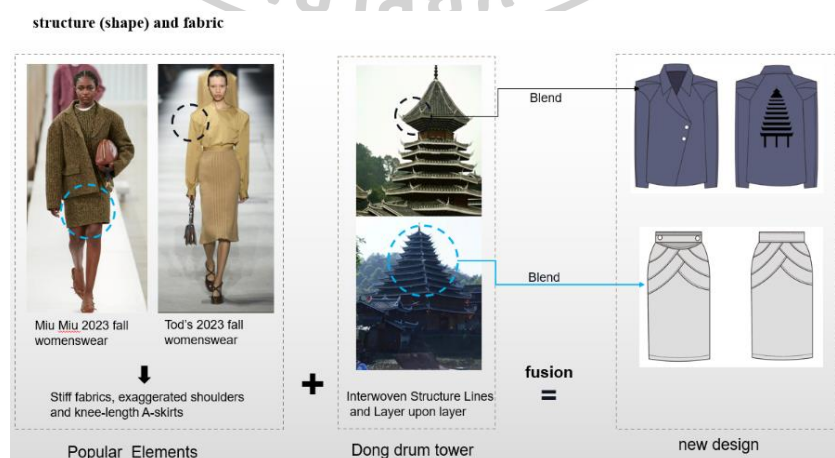 structure (shape) and fabric
Miu Miu 2023 fall
womenswear
Tod's 2023 fall
womenswear
Stiff fabrics, exaggerated shoulders
and knee-length A-skirts
Popular Elements
+
Interwoven Structure Lines
and Layer upon layer
Dong drum tower
Blend
Blend
fusion
=
new design